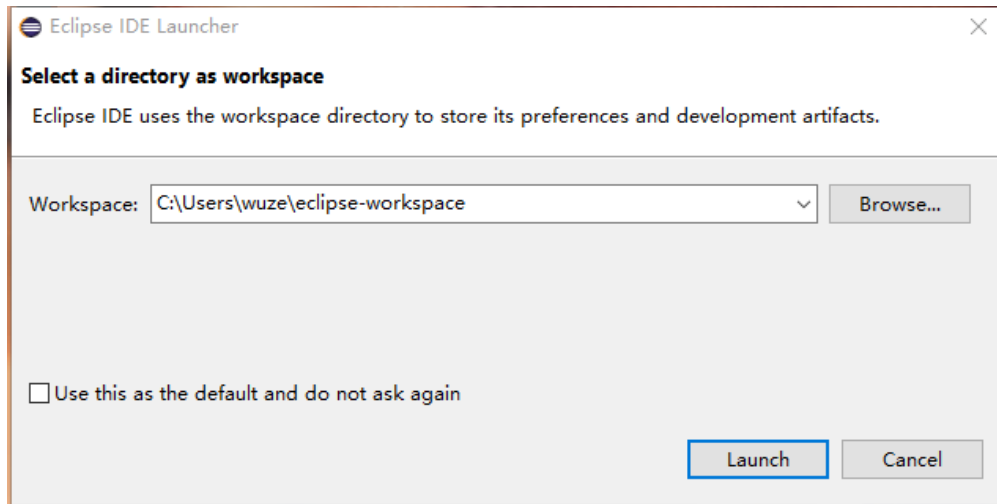 Eclipse IDE Launcher
Select a directory as workspace
Eclipse IDE uses the workspace directory to store its preferences and development artifacts.
Workspace: C:\Users\wuze\eclipse-workspace Browse...
Use this as the default and do not ask again
Launch Cancel